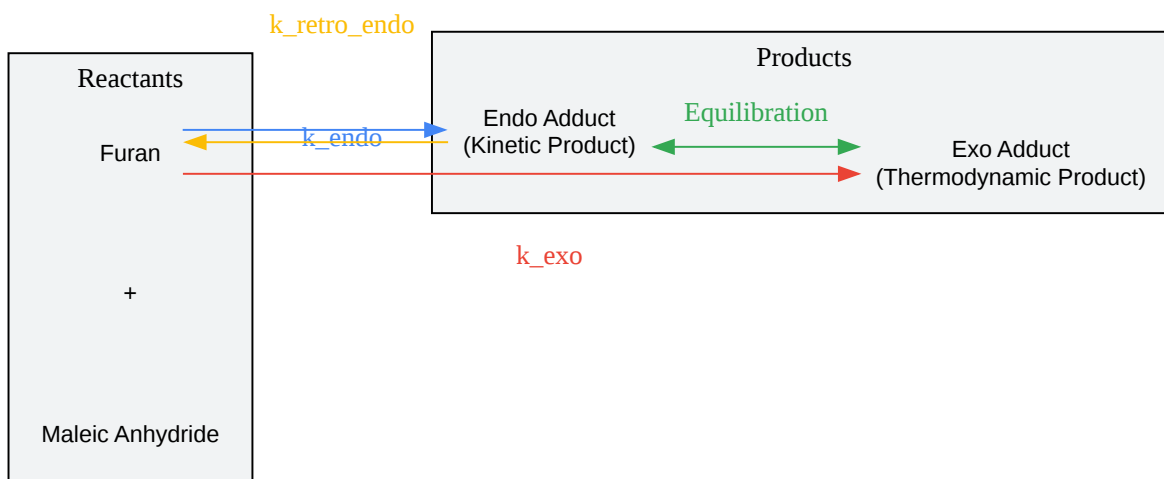 k_retro_endo
Reactants
Products
Furan
k_endo
Endo Adduct
(Kinetic Product)
Equilibration
Exo Adduct
(Thermodynamic Product)
k_exo
+
Maleic Anhydride